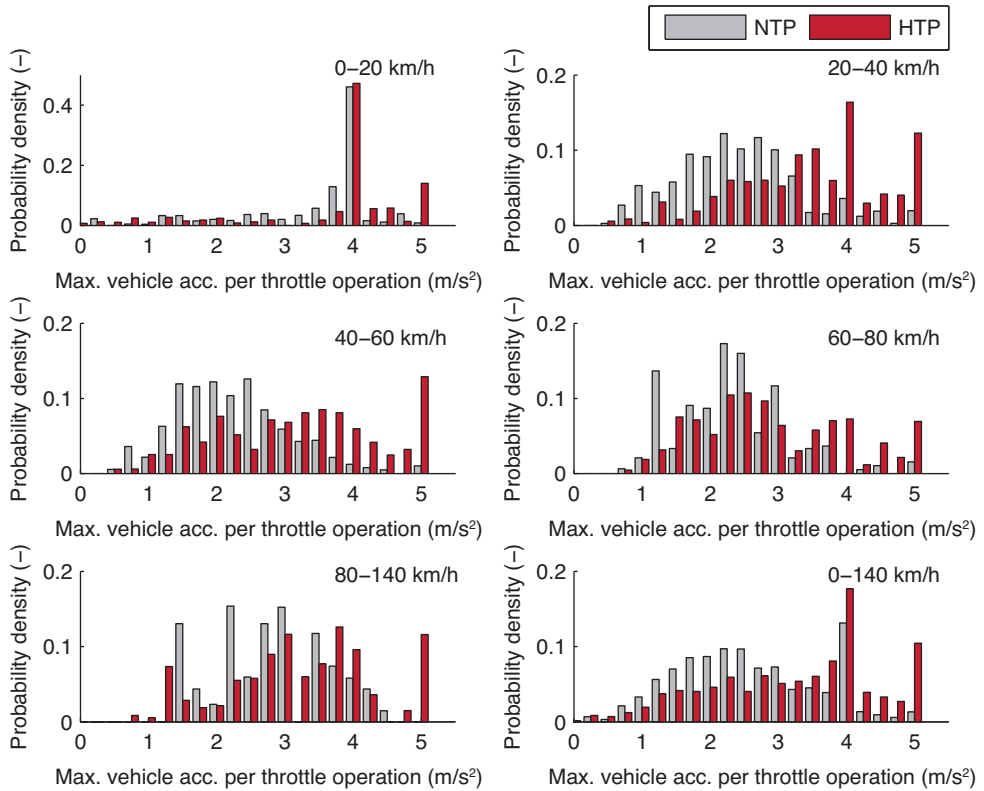 NTP HTP
0–20 km/h
Probability density (–)
0.4
0.2
0
0 1 2 3 4 5
Max. vehicle acc. per throttle operation (m/s²)
20–40 km/h
Probability density (–)
0.2
0.1
0
0 1 2 3 4 5
Max. vehicle acc. per throttle operation (m/s²)
40–60 km/h
Probability density (–)
0.2
0.1
0
0 1 2 3 4 5
Max. vehicle acc. per throttle operation (m/s²)
60–80 km/h
Probability density (–)
0.2
0.1
0
0 1 2 3 4 5
Max. vehicle acc. per throttle operation (m/s²)
80–140 km/h
Probability density (–)
0.2
0.1
0
0 1 2 3 4 5
Max. vehicle acc. per throttle operation (m/s²)
0–140 km/h
Probability density (–)
0.2
0.1
0
0 1 2 3 4 5
Max. vehicle acc. per throttle operation (m/s²)